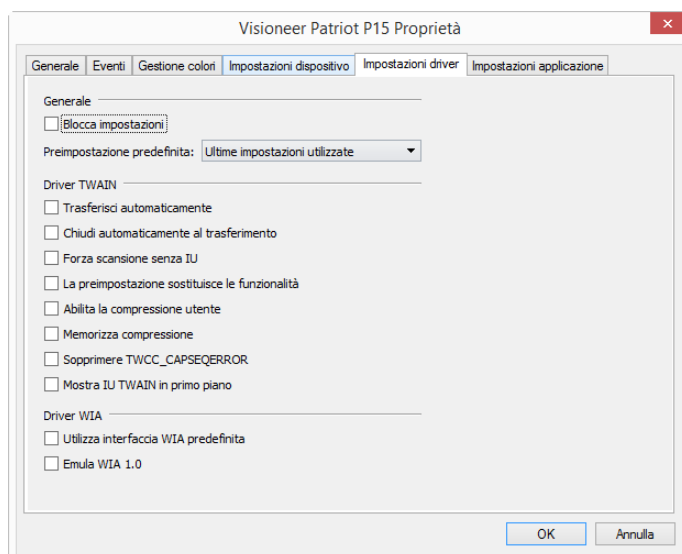 Visioneer Patriot P15 Proprietà
Generale Eventi Gestione colori Impostazioni dispositivo Impostazioni driver Impostazioni applicazione
Generale
Blocca impostazioni
Preimpostazione predefinita: Ultime impostazioni utilizzate
Driver TWAIN
Trasferisci automaticamente
Chiudi automaticamente al trasferimento
Forza scansione senza IU
La preimpostazione sostituisce le funzionalità
Abilita la compressione utente
Memorizza compressione
Sopprimere TWCC_CAPSEQERROR
Mostra IU TWAIN in primo piano
Driver WIA
Utilizza interfaccia WIA predefinita
Emula WIA 1.0
OK Annulla